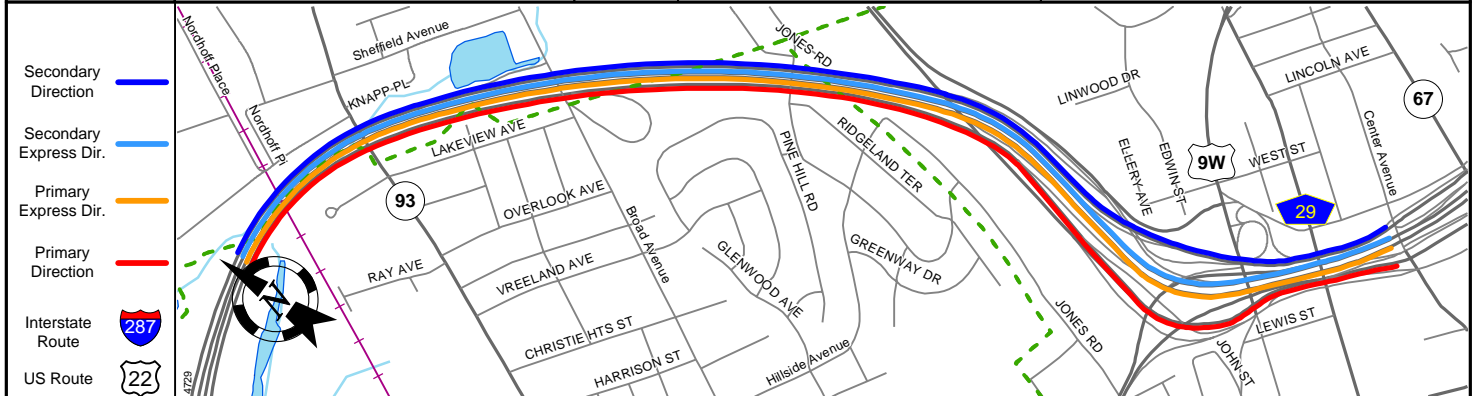 Secondary
Direction
Secondary
Express Dir.
Primary
Express Dir.
Primary
Direction
Interstate
Route
287
US Route
22
Nordhoff Place
Nordhoff Pl
Sheffield Avenue
KNAPP PL
LAKEVIEW AVE
93
OVERLOOK AVE
RAY AVE
VREELAND AVE
Broad Avenue
CHRISTIE HTS ST
HARRISON ST
GLENWOOD AVE
Hillside Avenue
PINE HILL RD
JONES RD
RIDGELAND TER
GREENWAY DR
JONES RD
LINWOOD DR
ELLERY AVE
EDWIN ST
9W
WEST ST
LINCOLN AVE
Center Avenue
67
29
LEWIS ST
JOHN ST
N
4729